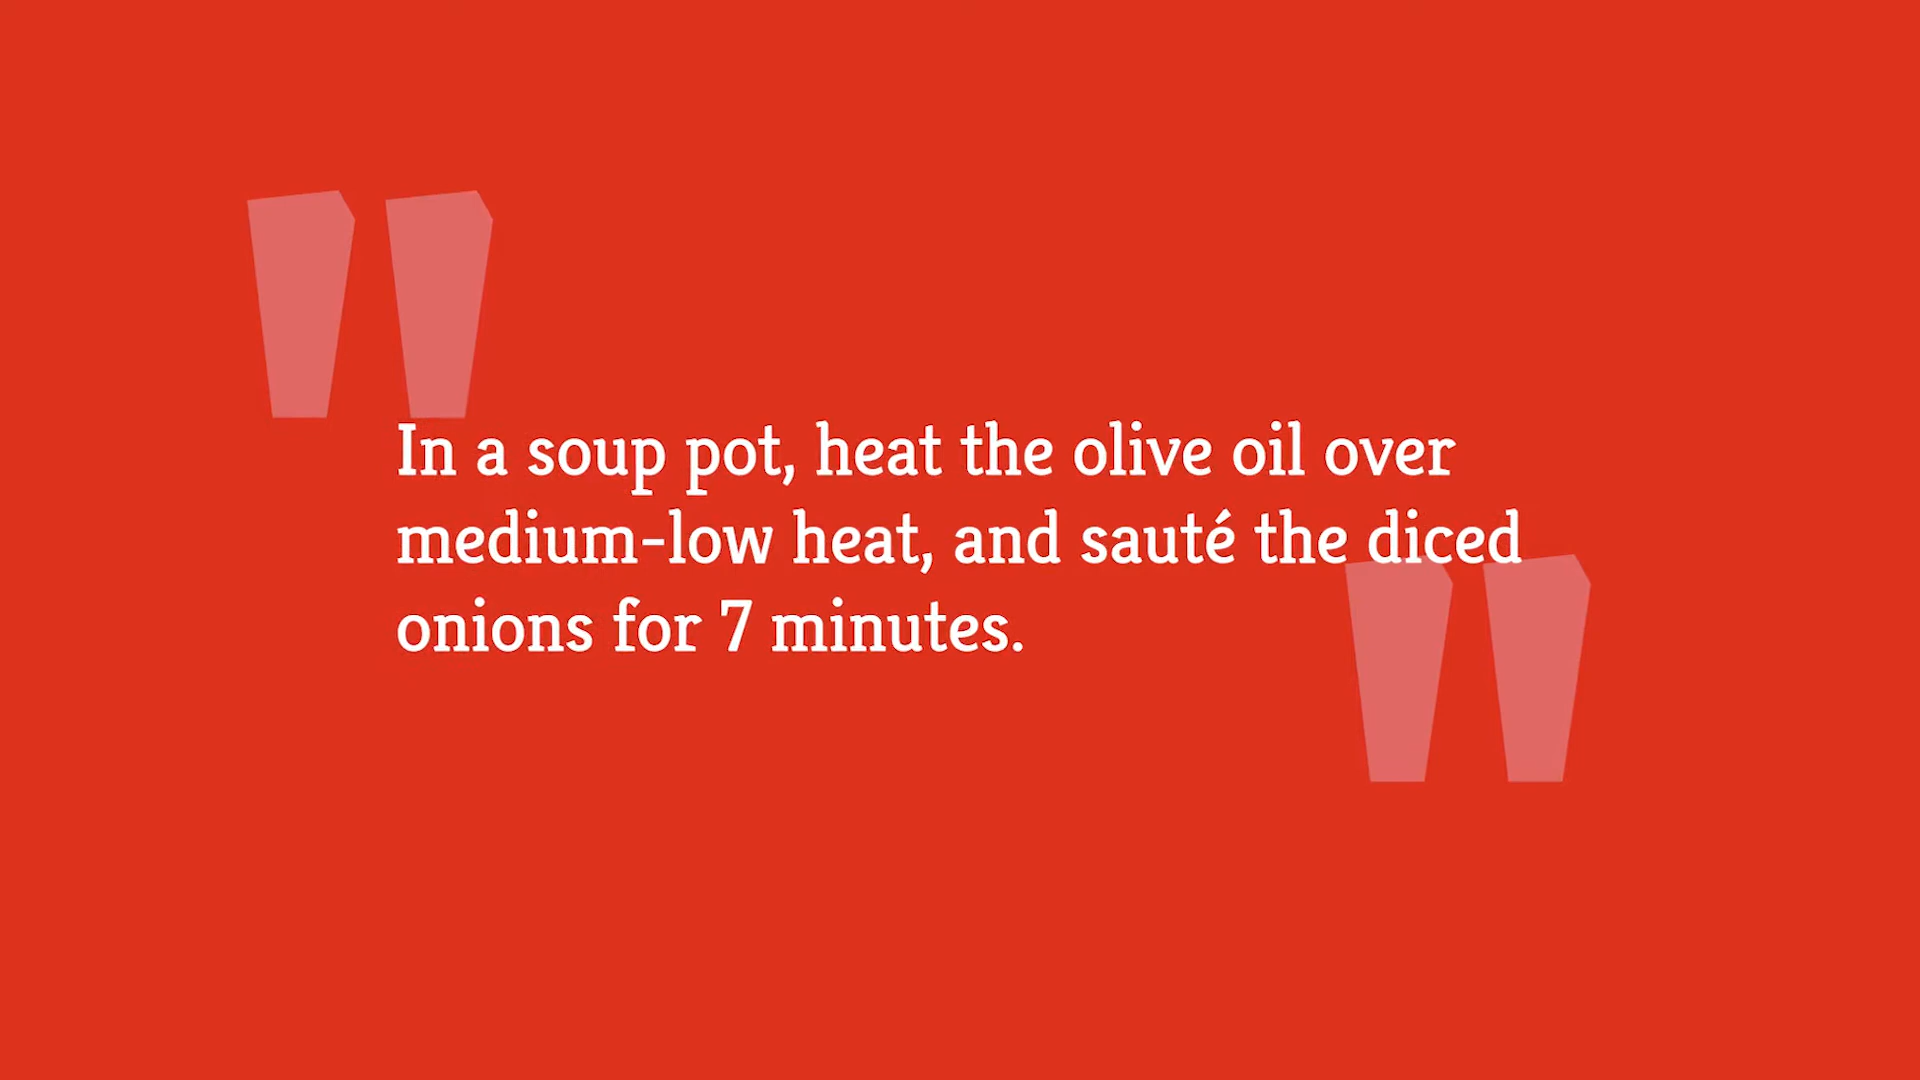 In a soup pot, heat the olive oil over
medium-low heat, and sauté the diced
onions for 7 minutes.